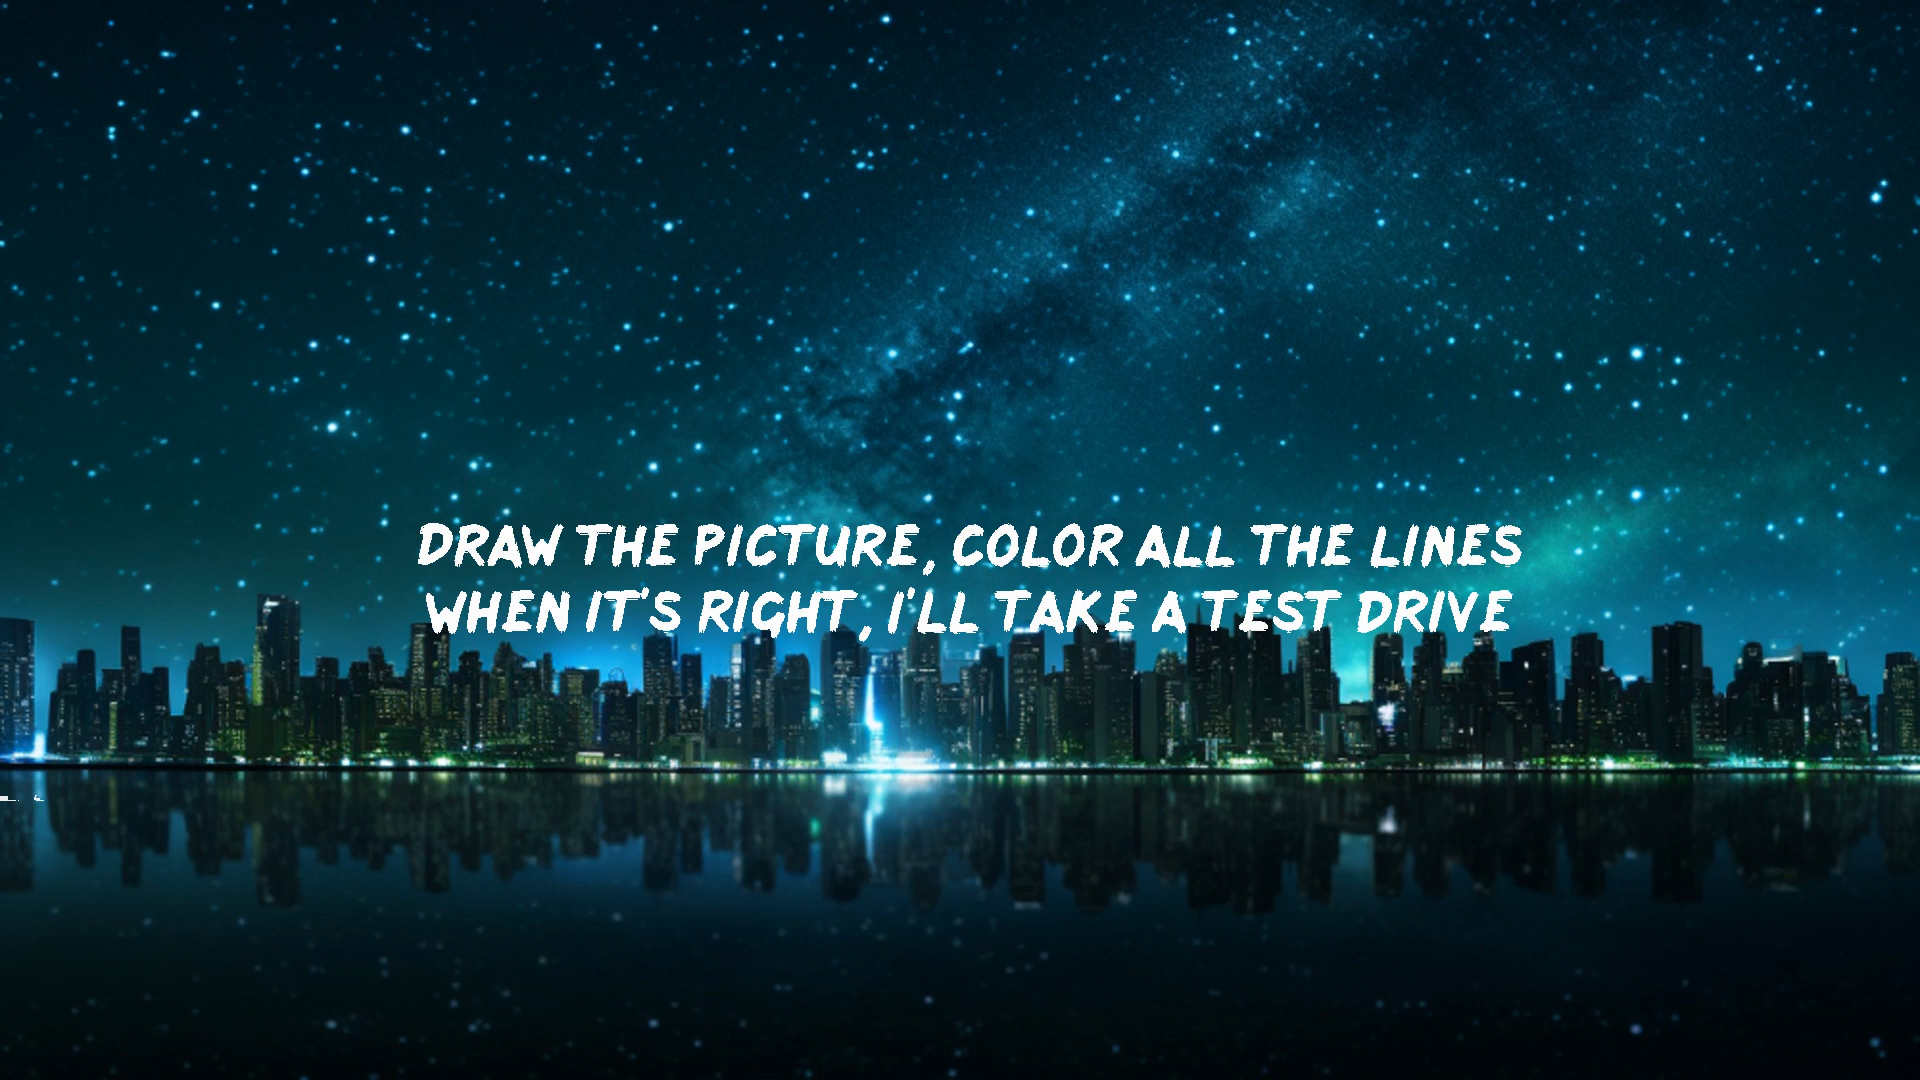 DRAW THE PICTURE, COLOR ALL THE LINES
WHEN IT'S RIGHT, I'LL TAKE A TEST DRIVE